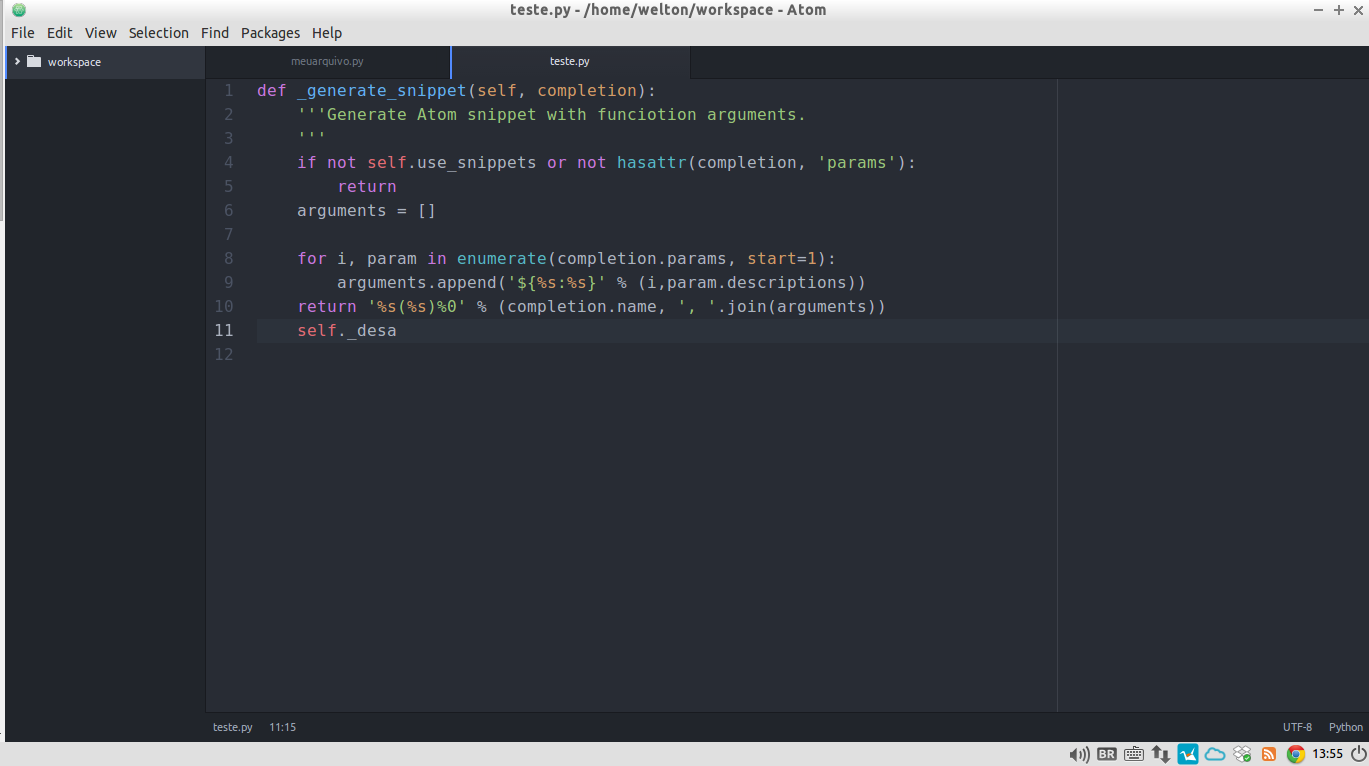 teste.py - /home/welton/workspace - Atom
File Edit View Selection Find Packages Help
workspace
meuarquivo.py teste.py
1 def _generate_snippet(self, completion):
2     '''Generate Atom snippet with funciotion arguments.
3     '''
4     if not self.use_snippets or not hasattr(completion, 'params'):
5         return
6     arguments = []
7
8     for i, param in enumerate(completion.params, start=1):
9         arguments.append('${%s:%s}' % (i,param.descriptions))
10     return '%s(%s)%0' % (completion.name, ', '.join(arguments))
11     self._desa
12
teste.py 11:15 UTF-8 Python
BR 13:55